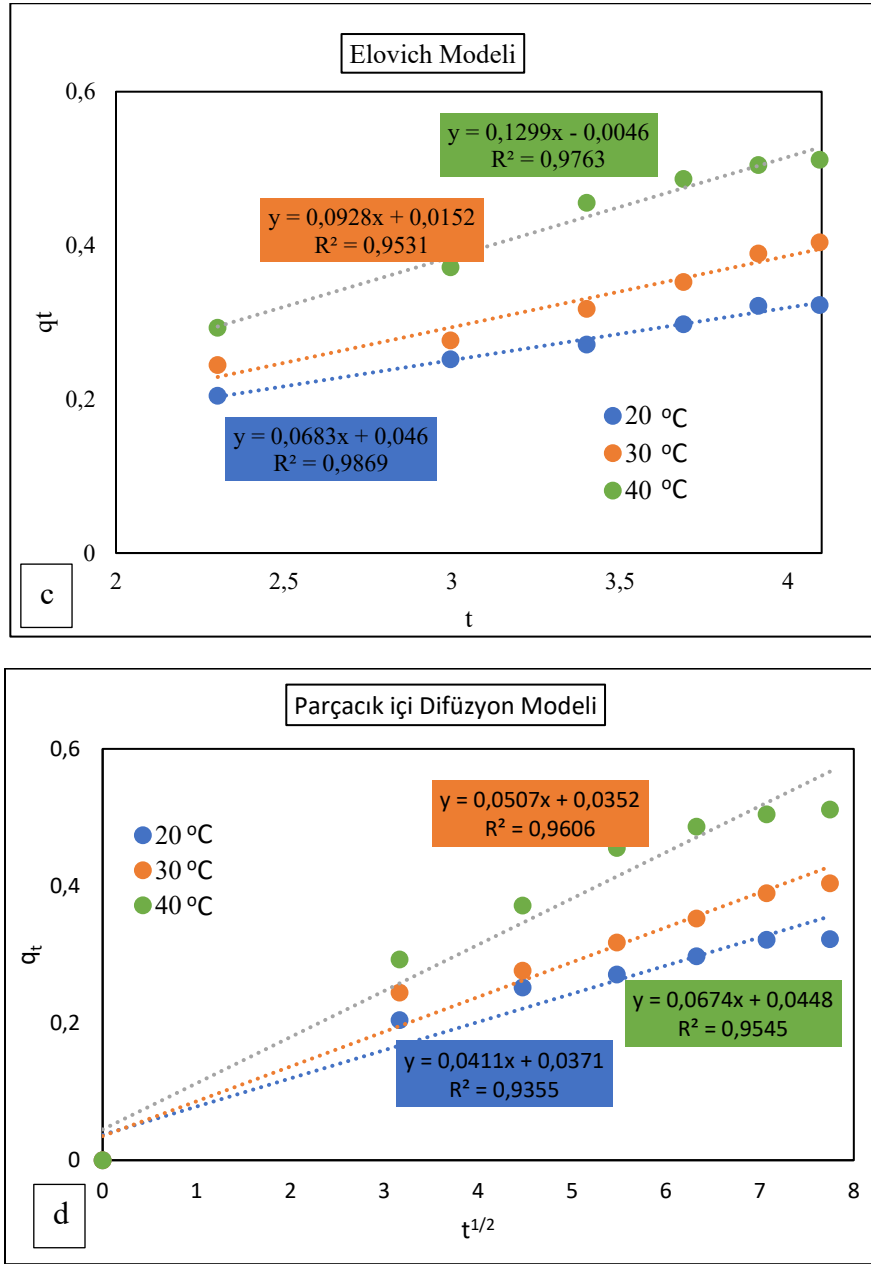 Elovich Modeli
0,6
y = 0,1299x - 0,0046
R² = 0,9763
y = 0,0928x + 0,0152
R² = 0,9531
0,4
qt
0,2
y = 0,0683x + 0,046
R² = 0,9869
20 ºC
30 ºC
40 ºC
0
2
2,5
3
3,5
4
c
t
Parçacık içi Difüzyon Modeli
0,6
y = 0,0507x + 0,0352
R² = 0,9606
20 ºC
30 ºC
40 ºC
0,4
qt
0,2
y = 0,0674x + 0,0448
R² = 0,9545
y = 0,0411x + 0,0371
R² = 0,9355
0
0
1
2
3
4
5
6
7
8
d
t1/2